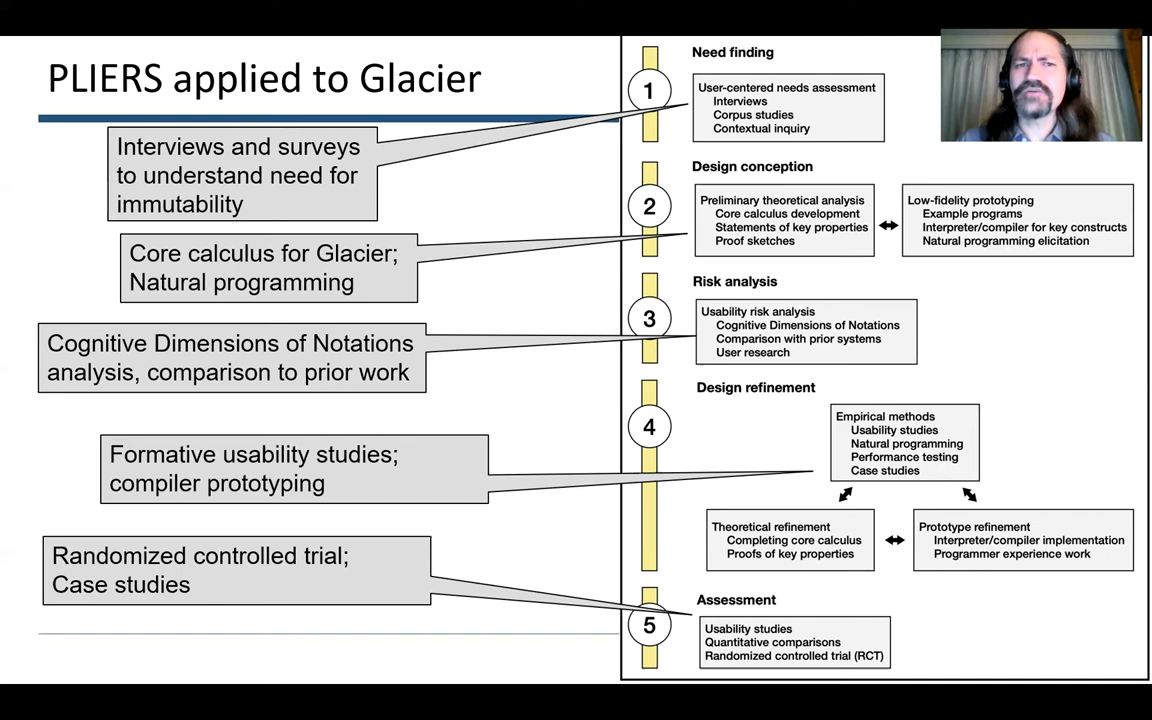 PLIERS applied to Glacier
Interviews and surveys
to understand need for
immutability
Core calculus for Glacier;
Natural programming
Cognitive Dimensions of Notations
analysis, comparison to prior work
Formative usability studies;
compiler prototyping
Randomized controlled trial;
Case studies
1
Need finding
User-centered needs assessment
Interviews
Corpus studies
Contextual inquiry
2
Design conception
Preliminary theoretical analysis
Core calculus development
Statements of key properties
Proof sketches
Low-fidelity prototyping
Example programs
Interpreter/compiler for key constructs
Natural programming elicitation
3
Risk analysis
Usability risk analysis
Cognitive Dimensions of Notations
Comparison with prior systems
User research
4
Design refinement
Empirical methods
Usability studies
Natural programming
Performance testing
Case studies
Theoretical refinement
Completing core calculus
Proofs of key properties
Prototype refinement
Interpreter/compiler implementation
Programmer experience work
5
Assessment
Usability studies
Quantitative comparisons
Randomized controlled trial (RCT)